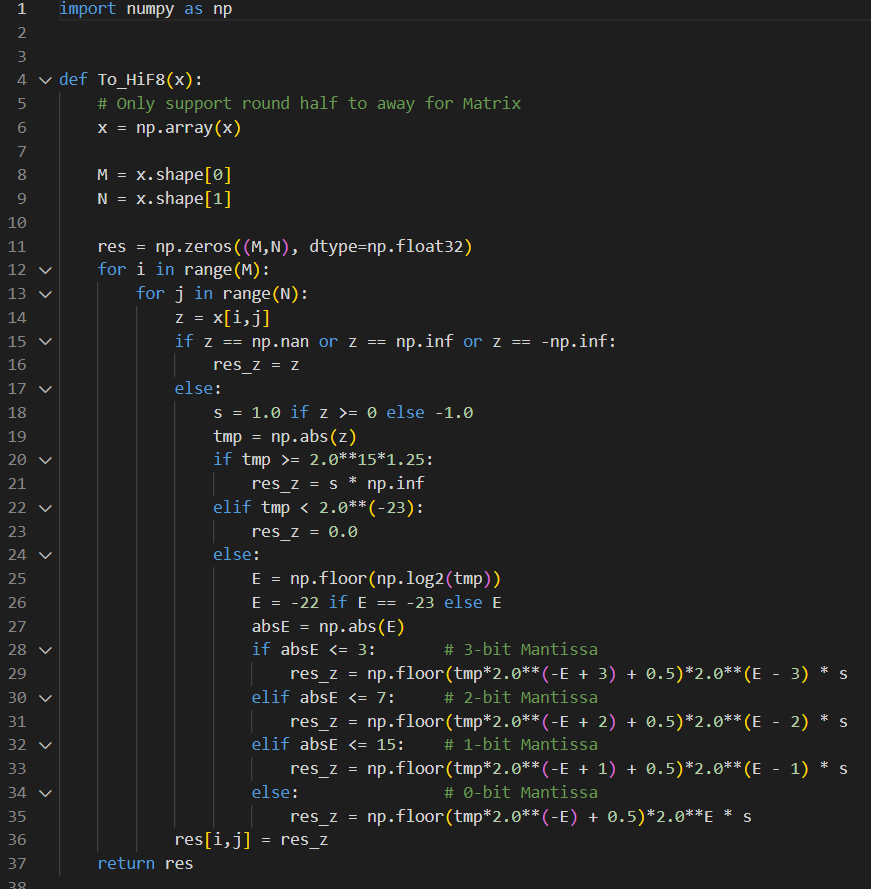 1 import numpy as np
2
3
4 def To_HiF8(x):
5     # Only support round half to away for Matrix
6     x = np.array(x)
7
8     M = x.shape[0]
9     N = x.shape[1]
10
11     res = np.zeros((M,N), dtype=np.float32)
12     for i in range(M):
13         for j in range(N):
14             z = x[i,j]
15             if z == np.nan or z == np.inf or z == -np.inf:
16                 res_z = z
17             else:
18                 s = 1.0 if z >= 0 else -1.0
19                 tmp = np.abs(z)
20                 if tmp >= 2.0**15*1.25:
21                     res_z = s * np.inf
22                 elif tmp < 2.0**(-23):
23                     res_z = 0.0
24                 else:
25                     E = np.floor(np.log2(tmp))
26                     E = -22 if E == -23 else E
27                     absE = np.abs(E)
28                     if absE <= 3:       # 3-bit Mantissa
29                         res_z = np.floor(tmp*2.0**(-E + 3) + 0.5)*2.0**(E - 3) * s
30                     elif absE <= 7:     # 2-bit Mantissa
31                         res_z = np.floor(tmp*2.0**(-E + 2) + 0.5)*2.0**(E - 2) * s
32                     elif absE <= 15:    # 1-bit Mantissa
33                         res_z = np.floor(tmp*2.0**(-E + 1) + 0.5)*2.0**(E - 1) * s
34                     else:               # 0-bit Mantissa
35                         res_z = np.floor(tmp*2.0**(-E) + 0.5)*2.0**E * s
36             res[i,j] = res_z
37     return res
38